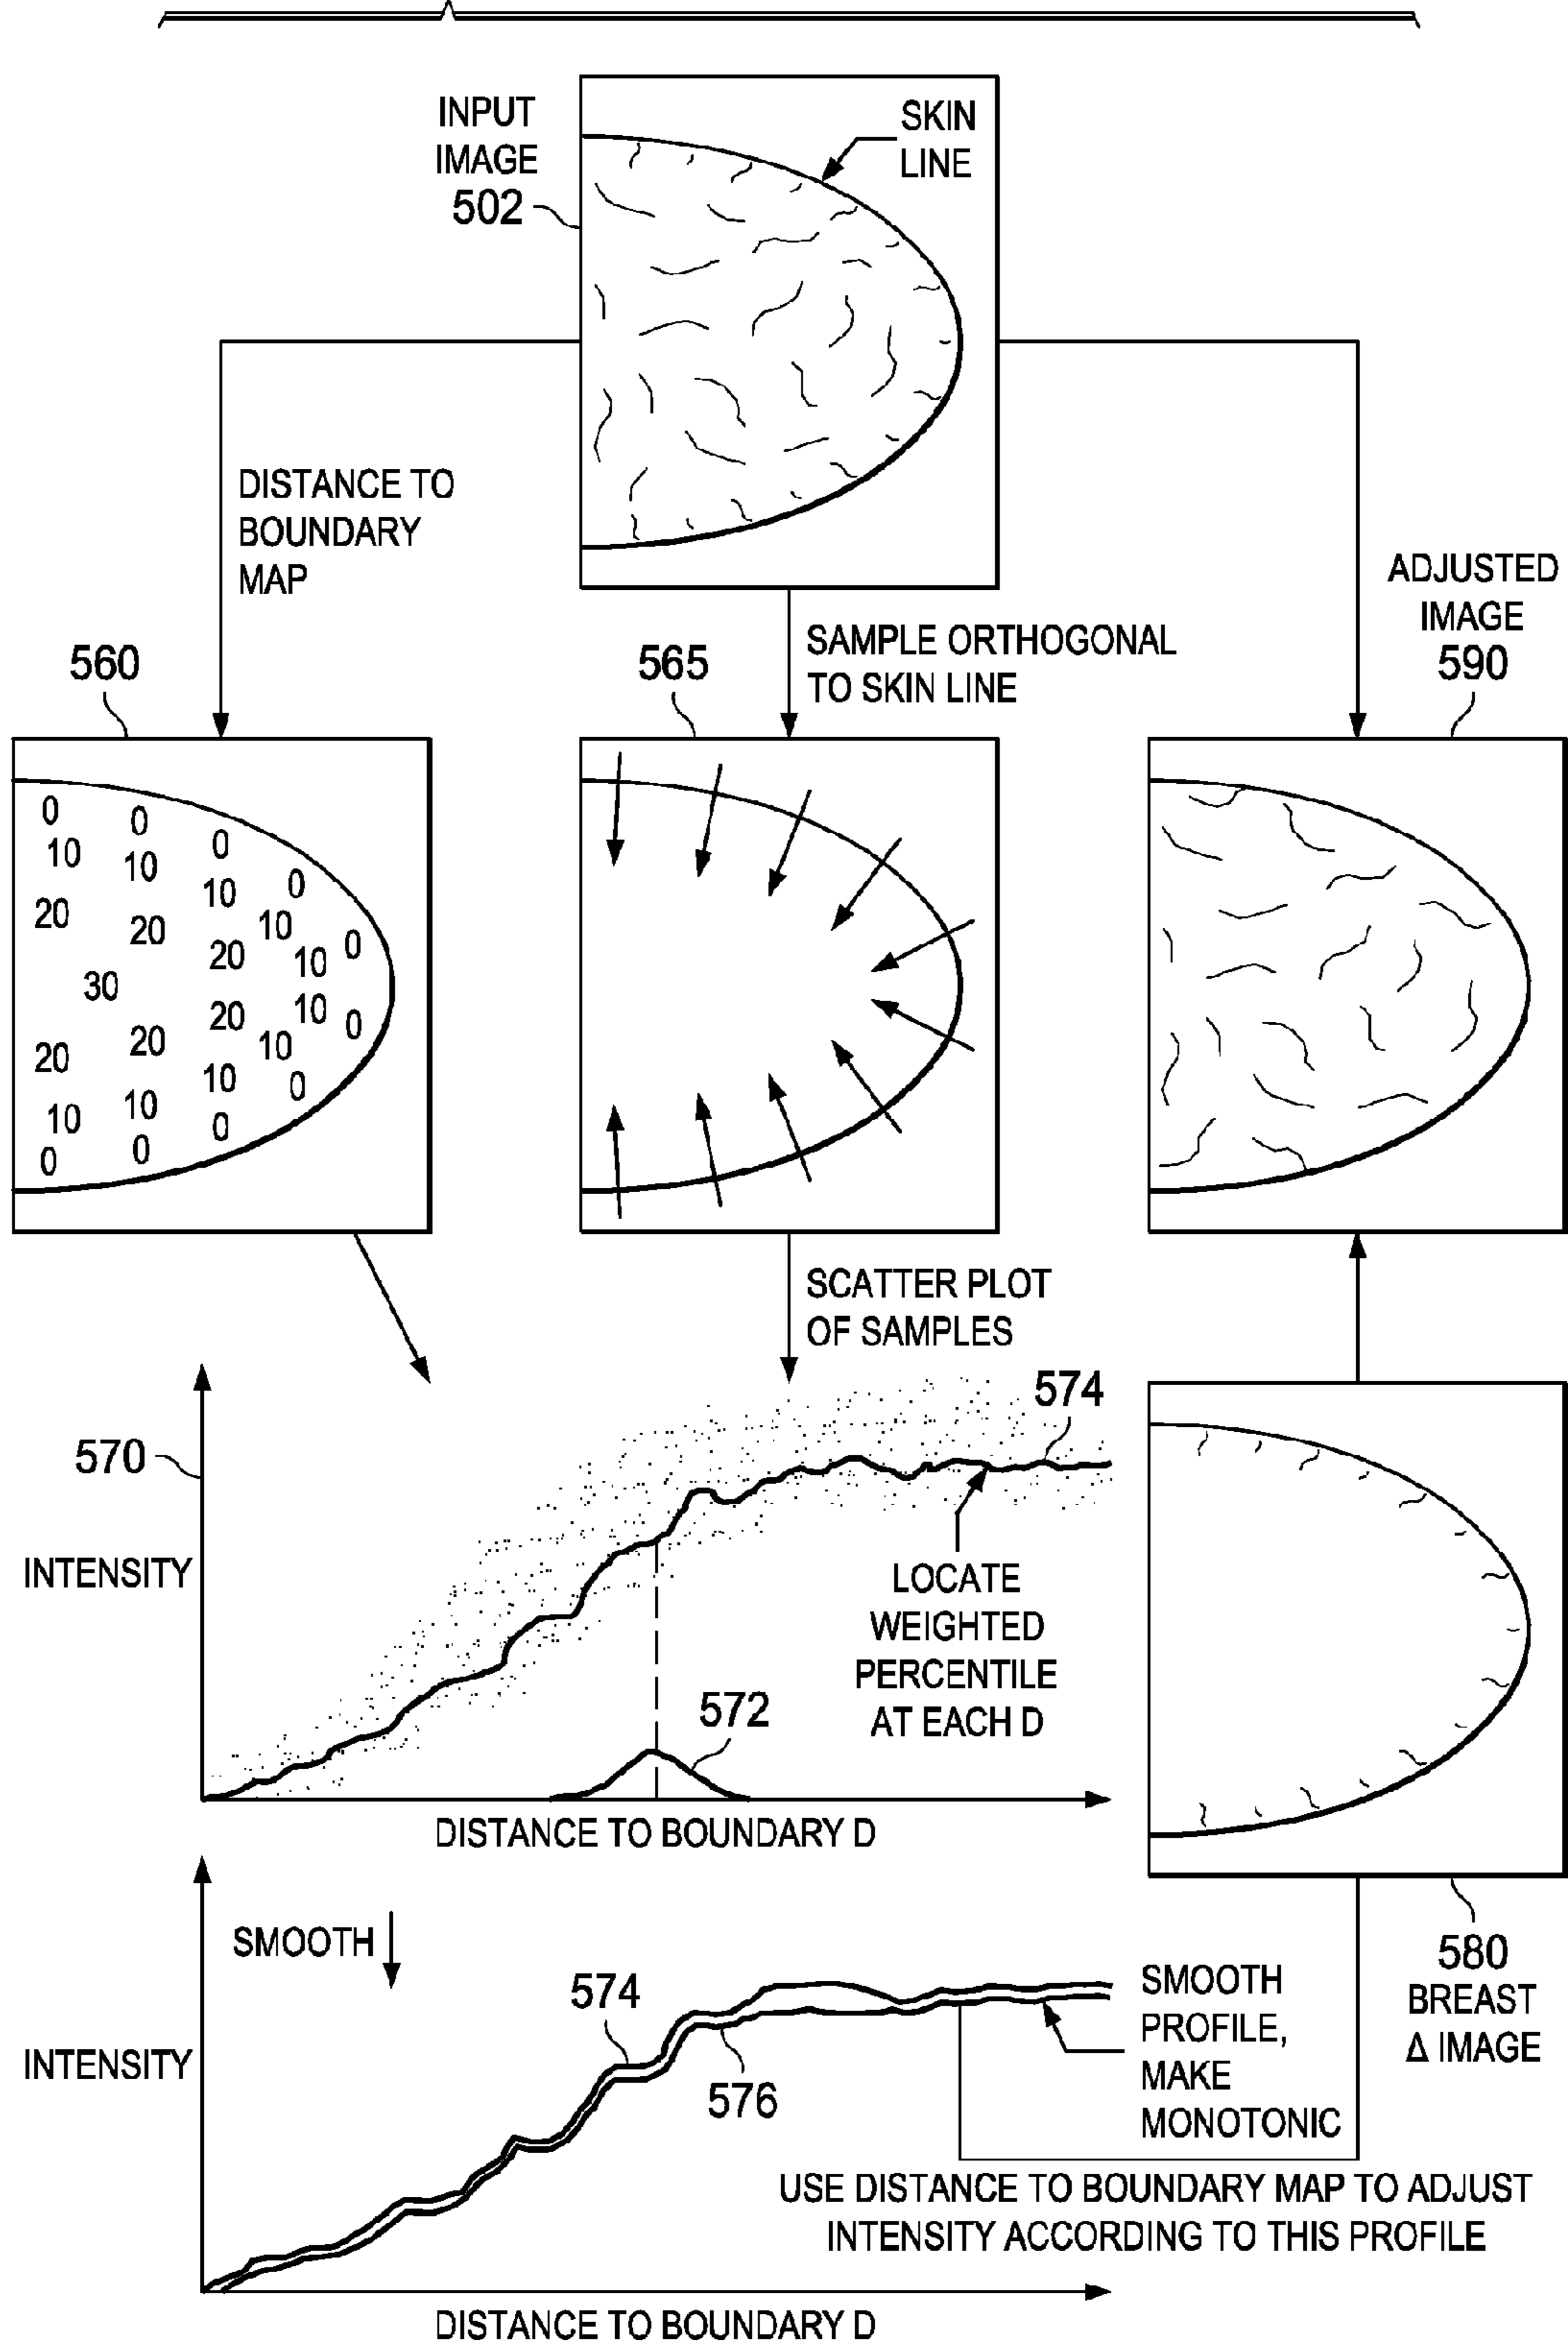 INPUT
IMAGE
502
SKIN
LINE
DISTANCE TO
BOUNDARY
MAP
SAMPLE ORTHOGONAL
TO SKIN LINE
ADJUSTED
IMAGE
590
560
565
0 0 0 0 0
10 10 10 10 10
20 20 20
30
20 20 20
10 10 10 10 10
0 0 0 0 0
SCATTER PLOT
OF SAMPLES
570
INTENSITY
574
LOCATE
WEIGHTED
PERCENTILE
AT EACH D
572
DISTANCE TO BOUNDARY D
580
BREAST
Δ IMAGE
SMOOTH
INTENSITY
574
576
SMOOTH
PROFILE,
MAKE
MONOTONIC
USE DISTANCE TO BOUNDARY MAP TO ADJUST
INTENSITY ACCORDING TO THIS PROFILE
DISTANCE TO BOUNDARY D